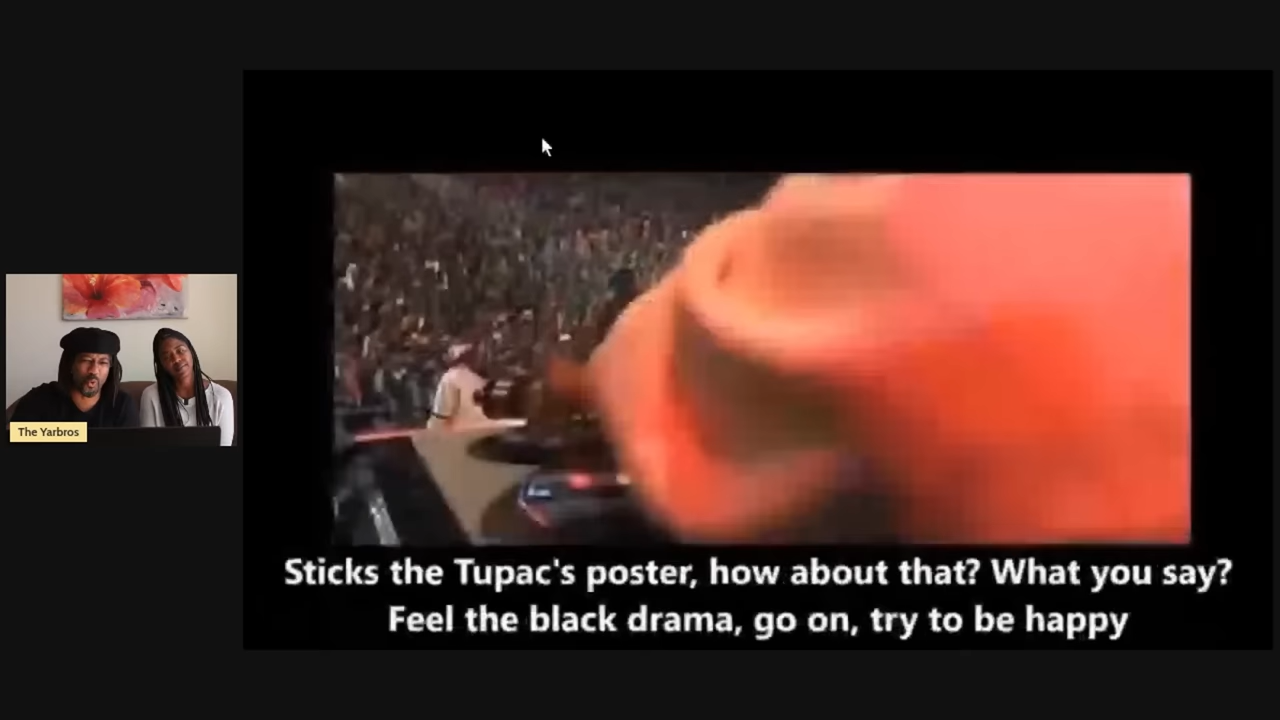 The Yarbros
Sticks the Tupac's poster, how about that? What you say?
Feel the black drama, go on, try to be happy